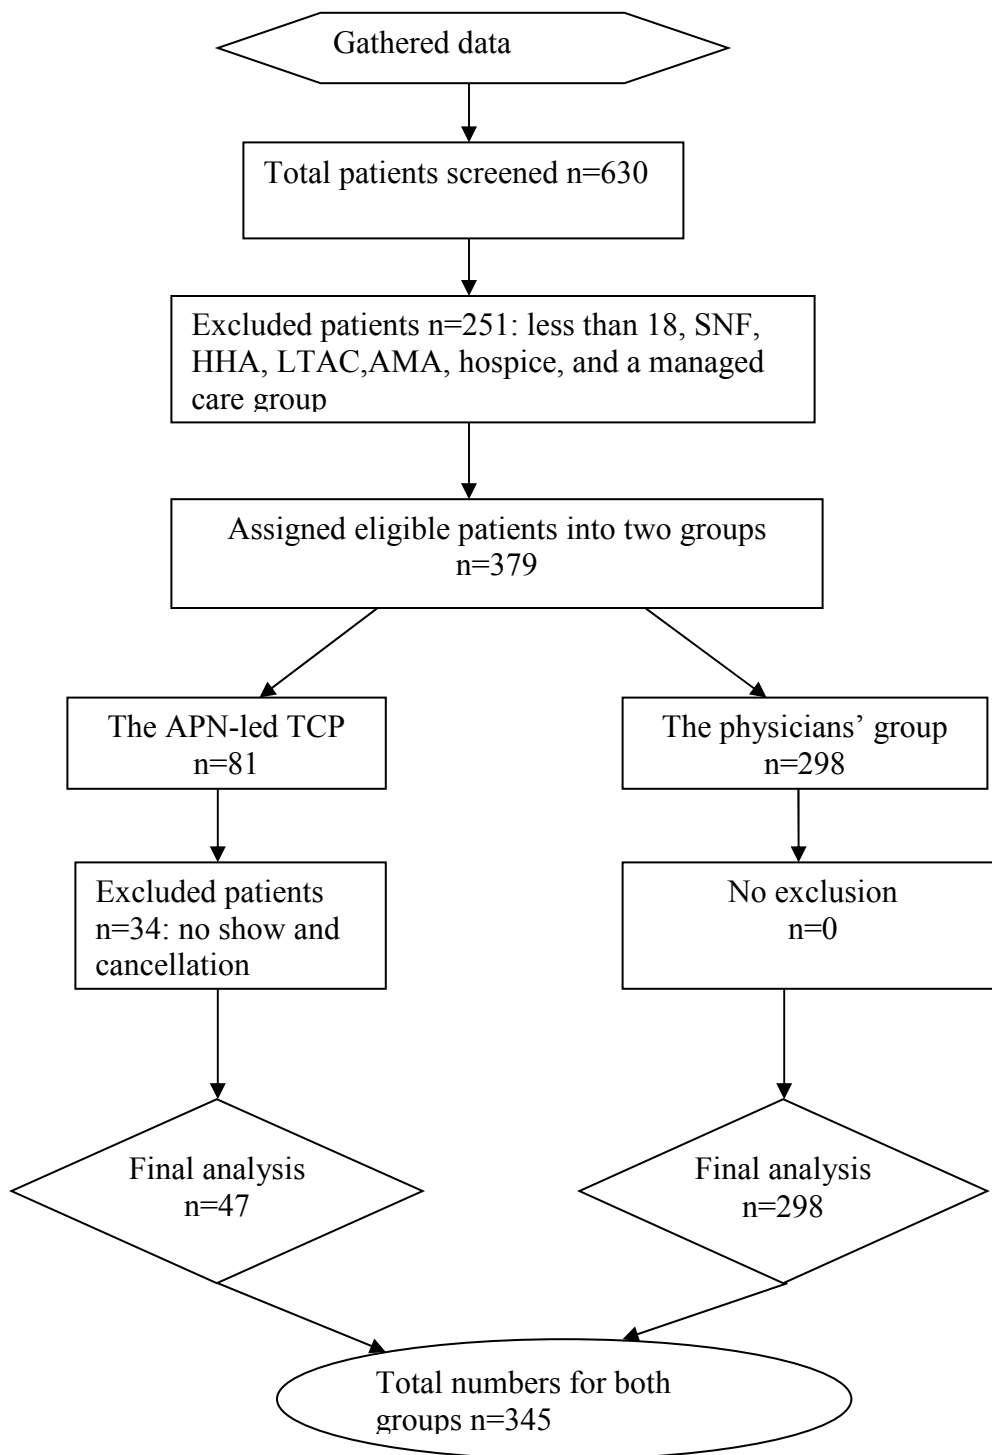 Gathered data
Total patients screened n=630
Excluded patients n=251: less than 18, SNF,
HHA, LTAC,AMA, hospice, and a managed
care group
Assigned eligible patients into two groups
n=379
The APN-led TCP
n=81
The physicians’ group
n=298
Excluded patients
n=34: no show and
cancellation
No exclusion
n=0
Final analysis
n=47
Final analysis
n=298
Total numbers for both
groups n=345